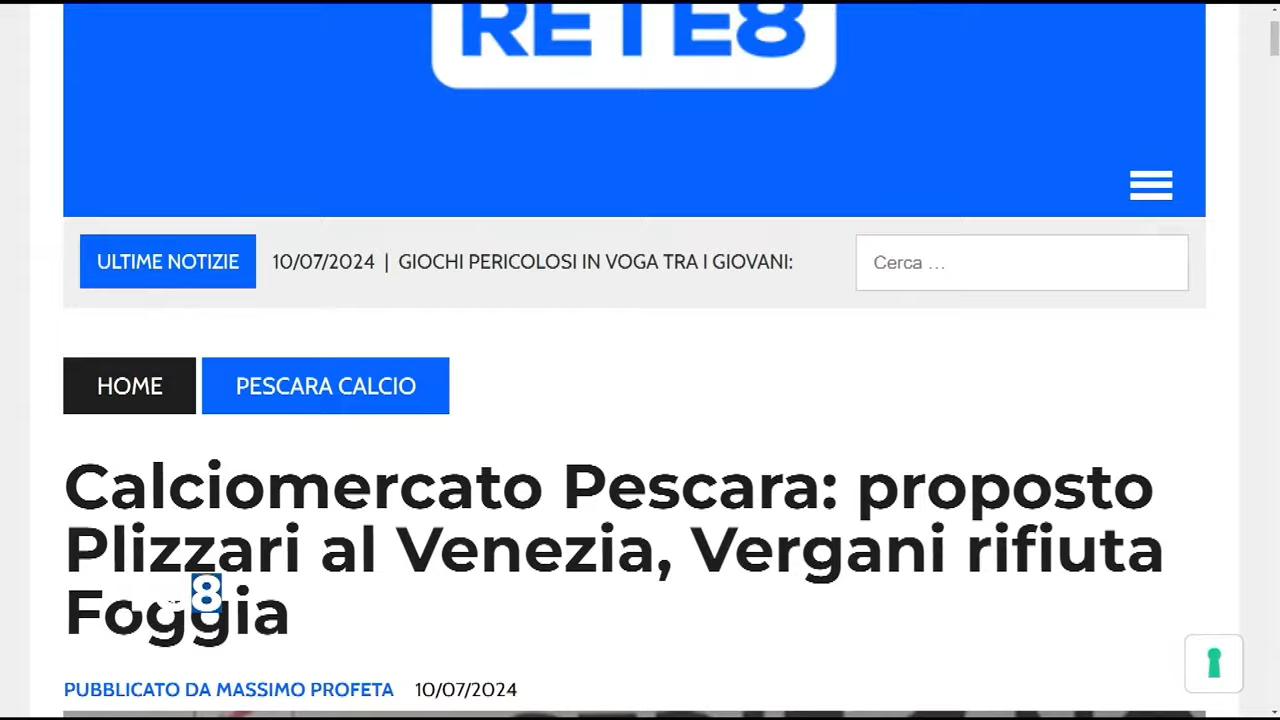 RETE8
ULTIME NOTIZIE
10/07/2024 | GIOCHI PERICOLOSI IN VOGA TRA I GIOVANI:
Cerca …
HOME
PESCARA CALCIO
Calciomercato Pescara: proposto
Plizzari al Venezia, Vergani rifiuta
Foggia
8
PUBBLICATO DA MASSIMO PROFETA 10/07/2024